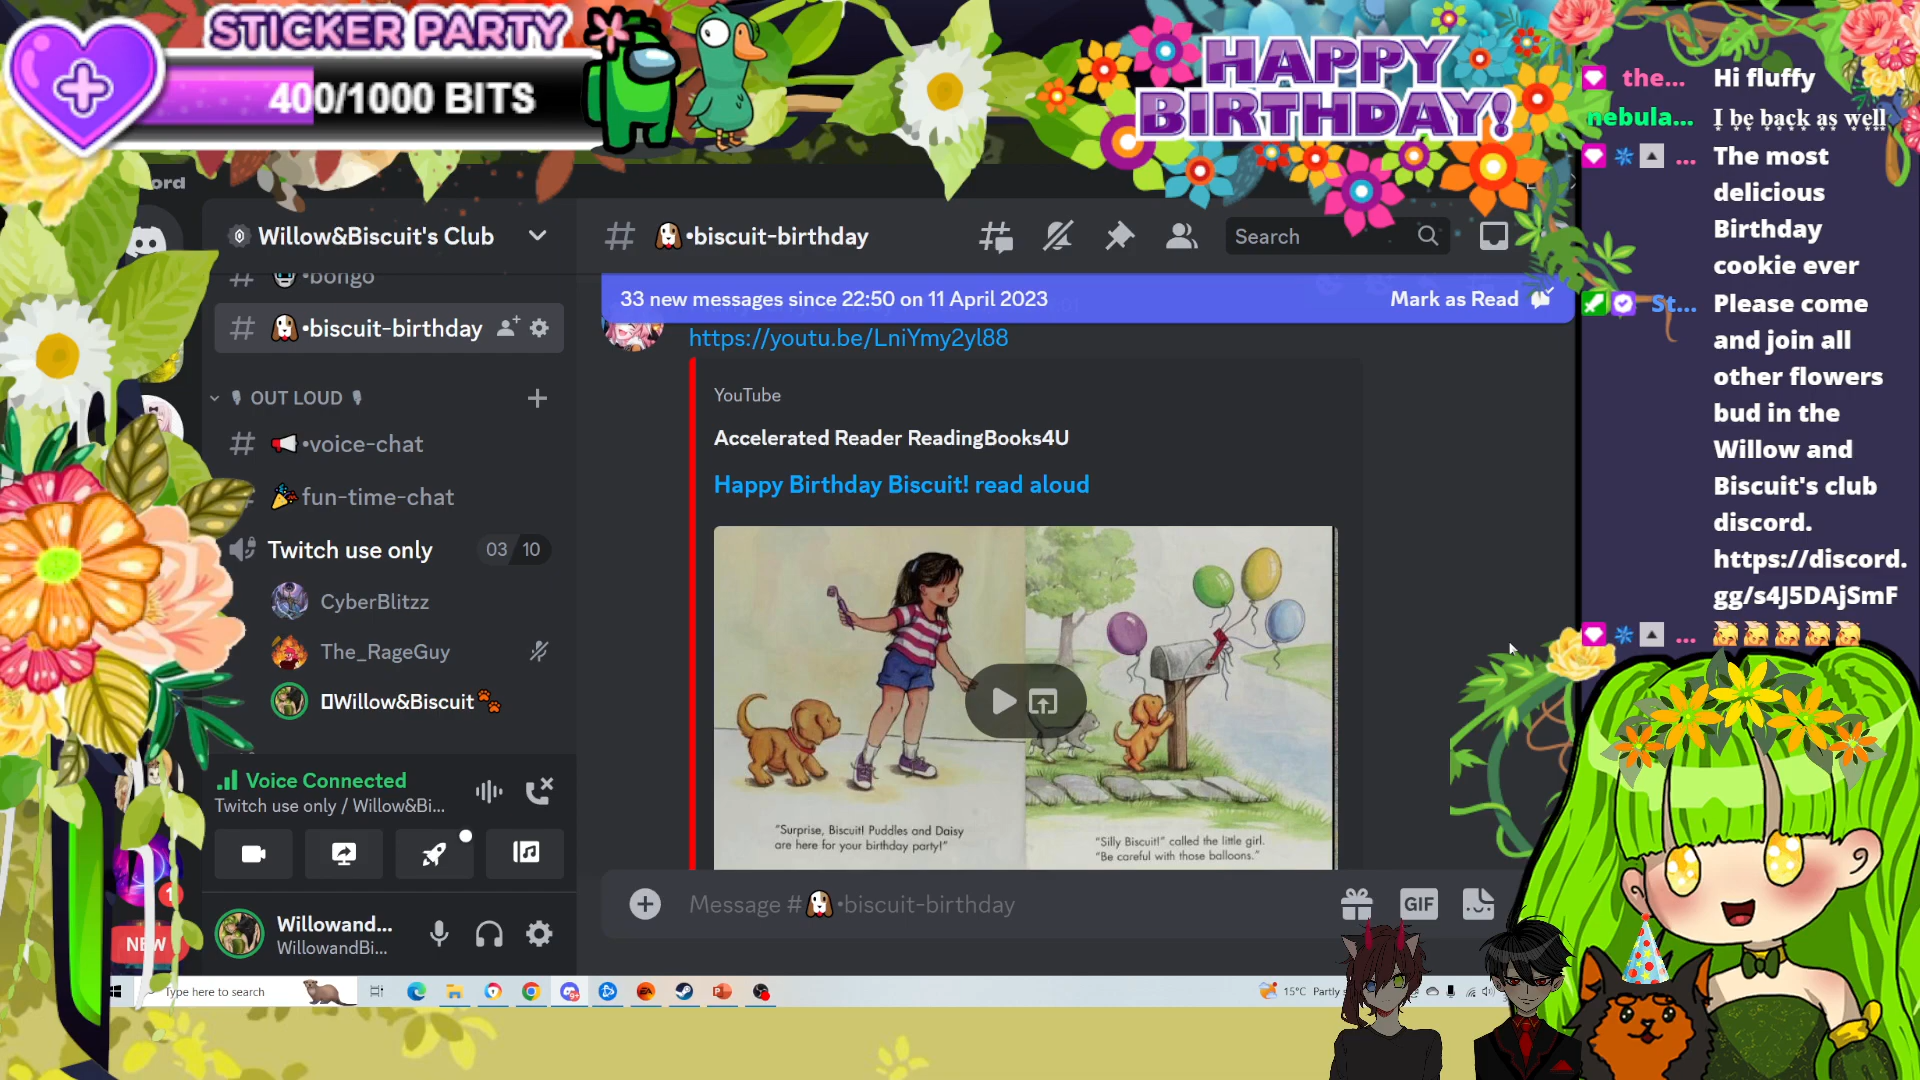 STICKER PARTY
400/1000 BITS
HAPPY
BIRTHDAY!
ord
Willow&Biscuit's Club
•bongo
•biscuit-birthday
OUT LOUD
•voice-chat
fun-time-chat
Twitch use only 03 10
CyberBlitzz
The_RageGuy
Willow&Biscuit
Voice Connected
Twitch use only / Willow&Bi...
Willowand...
WillowandBi...
NEW
1
# •biscuit-birthday
Search
33 new messages since 22:50 on 11 April 2023 Mark as Read
https://youtu.be/LniYmy2yl88
YouTube
Accelerated Reader ReadingBooks4U
Happy Birthday Biscuit! read aloud
"Surprise, Biscuit! Puddles and Daisy
are here for your birthday party!"
"Silly Biscuit!" called the little girl.
"Be careful with those balloons."
Message # •biscuit-birthday
GIF
Type here to search
15°C Partly
the... Hi fluffy
nebula... I be back as well
... The most
delicious
Birthday
cookie ever
St... Please come
and join all
other flowers
bud in the
Willow and
Biscuit's club
discord.
https://discord.
gg/s4J5DAjSmF
...